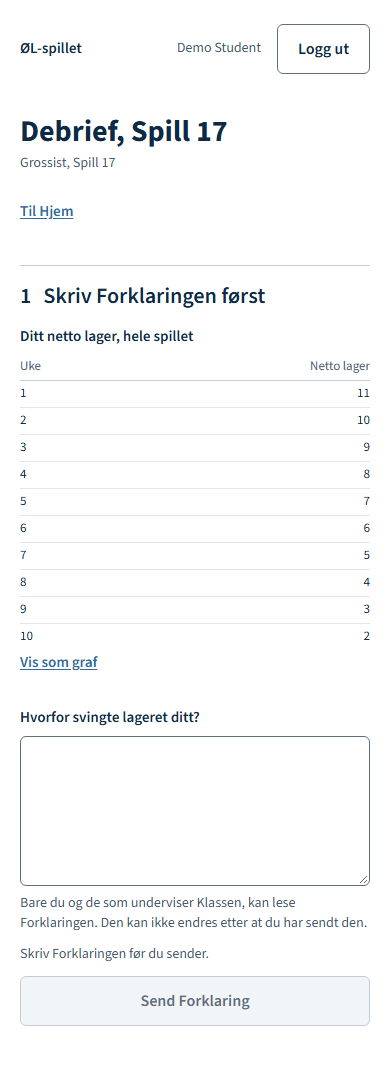 ØL-spillet
Demo Student
Logg ut
Debrief, Spill 17
Grossist, Spill 17
Til Hjem
1 Skriv Forklaringen først
Ditt netto lager, hele spillet
Uke Netto lager
1 11
2 10
3 9
4 8
5 7
6 6
7 5
8 4
9 3
10 2
Vis som graf
Hvorfor svingte lageret ditt?
Bare du og de som underviser Klassen, kan lese
Forklaringen. Den kan ikke endres etter at du har sendt den.
Skriv Forklaringen før du sender.
Send Forklaring